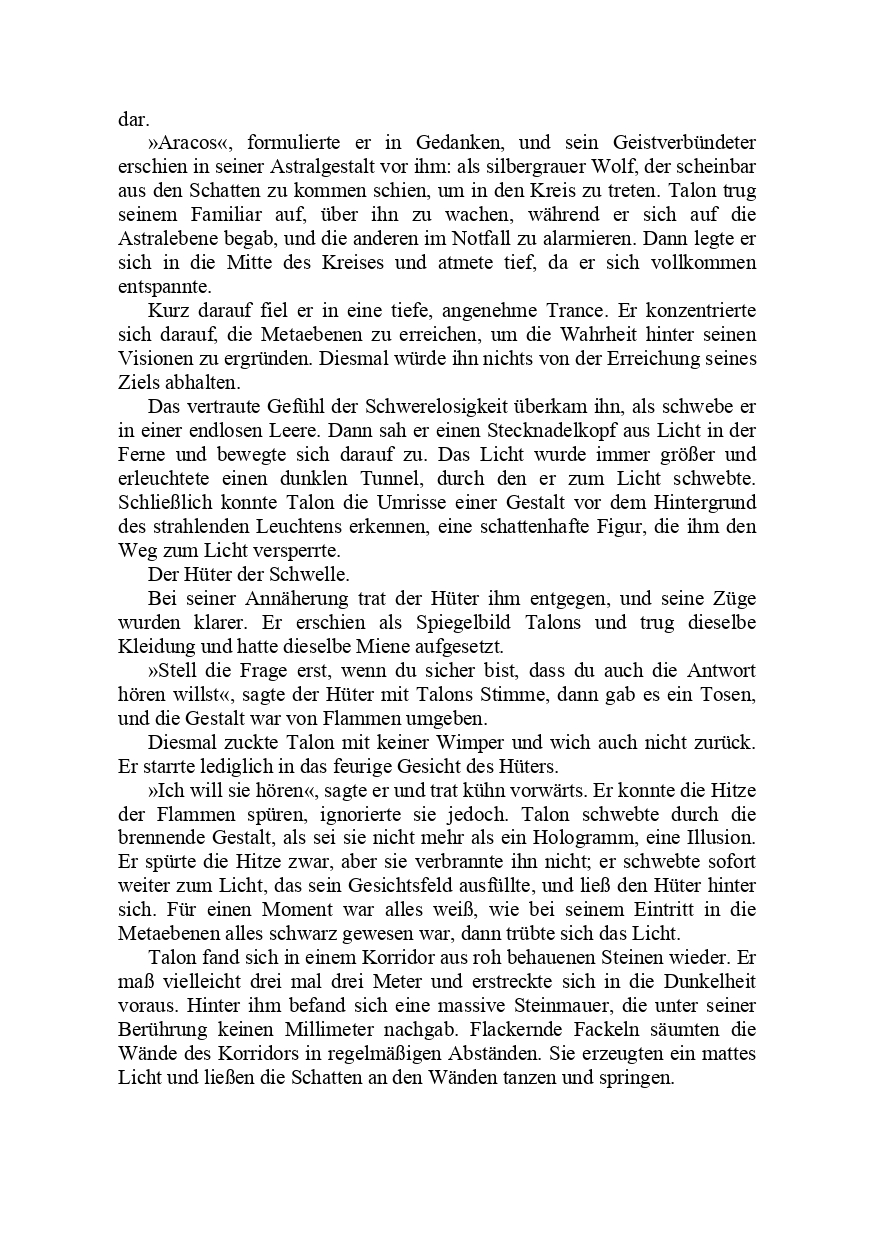 dar.
»Aracos«, formulierte er in Gedanken, und sein Geistverbündeter
erschien in seiner Astralgestalt vor ihm: als silbergrauer Wolf, der scheinbar
aus den Schatten zu kommen schien, um in den Kreis zu treten. Talon trug
seinem Familiar auf, über ihn zu wachen, während er sich auf die
Astralebene begab, und die anderen im Notfall zu alarmieren. Dann legte er
sich in die Mitte des Kreises und atmete tief, da er sich vollkommen
entspannte.
Kurz darauf fiel er in eine tiefe, angenehme Trance. Er konzentrierte
sich darauf, die Metaebenen zu erreichen, um die Wahrheit hinter seinen
Visionen zu ergründen. Diesmal würde ihn nichts von der Erreichung seines
Ziels abhalten.
Das vertraute Gefühl der Schwerelosigkeit überkam ihn, als schwebe er
in einer endlosen Leere. Dann sah er einen Stecknadelkopf aus Licht in der
Ferne und bewegte sich darauf zu. Das Licht wurde immer größer und
erleuchtete einen dunklen Tunnel, durch den er zum Licht schwebte.
Schließlich konnte Talon die Umrisse einer Gestalt vor dem Hintergrund
des strahlenden Leuchtens erkennen, eine schattenhafte Figur, die ihm den
Weg zum Licht versperrte.
Der Hüter der Schwelle.
Bei seiner Annäherung trat der Hüter ihm entgegen, und seine Züge
wurden klarer. Er erschien als Spiegelbild Talons und trug dieselbe
Kleidung und hatte dieselbe Miene aufgesetzt.
»Stell die Frage erst, wenn du sicher bist, dass du auch die Antwort
hören willst«, sagte der Hüter mit Talons Stimme, dann gab es ein Tosen,
und die Gestalt war von Flammen umgeben.
Diesmal zuckte Talon mit keiner Wimper und wich auch nicht zurück.
Er starrte lediglich in das feurige Gesicht des Hüters.
»Ich will sie hören«, sagte er und trat kühn vorwärts. Er konnte die Hitze
der Flammen spüren, ignorierte sie jedoch. Talon schwebte durch die
brennende Gestalt, als sei sie nicht mehr als ein Hologramm, eine Illusion.
Er spürte die Hitze zwar, aber sie verbrannte ihn nicht; er schwebte sofort
weiter zum Licht, das sein Gesichtsfeld ausfüllte, und ließ den Hüter hinter
sich. Für einen Moment war alles weiß, wie bei seinem Eintritt in die
Metaebenen alles schwarz gewesen war, dann trübte sich das Licht.
Talon fand sich in einem Korridor aus roh behauenen Steinen wieder. Er
maß vielleicht drei mal drei Meter und erstreckte sich in die Dunkelheit
voraus. Hinter ihm befand sich eine massive Steinmauer, die unter seiner
Berührung keinen Millimeter nachgab. Flackernde Fackeln säumten die
Wände des Korridors in regelmäßigen Abständen. Sie erzeugten ein mattes
Licht und ließen die Schatten an den Wänden tanzen und springen.